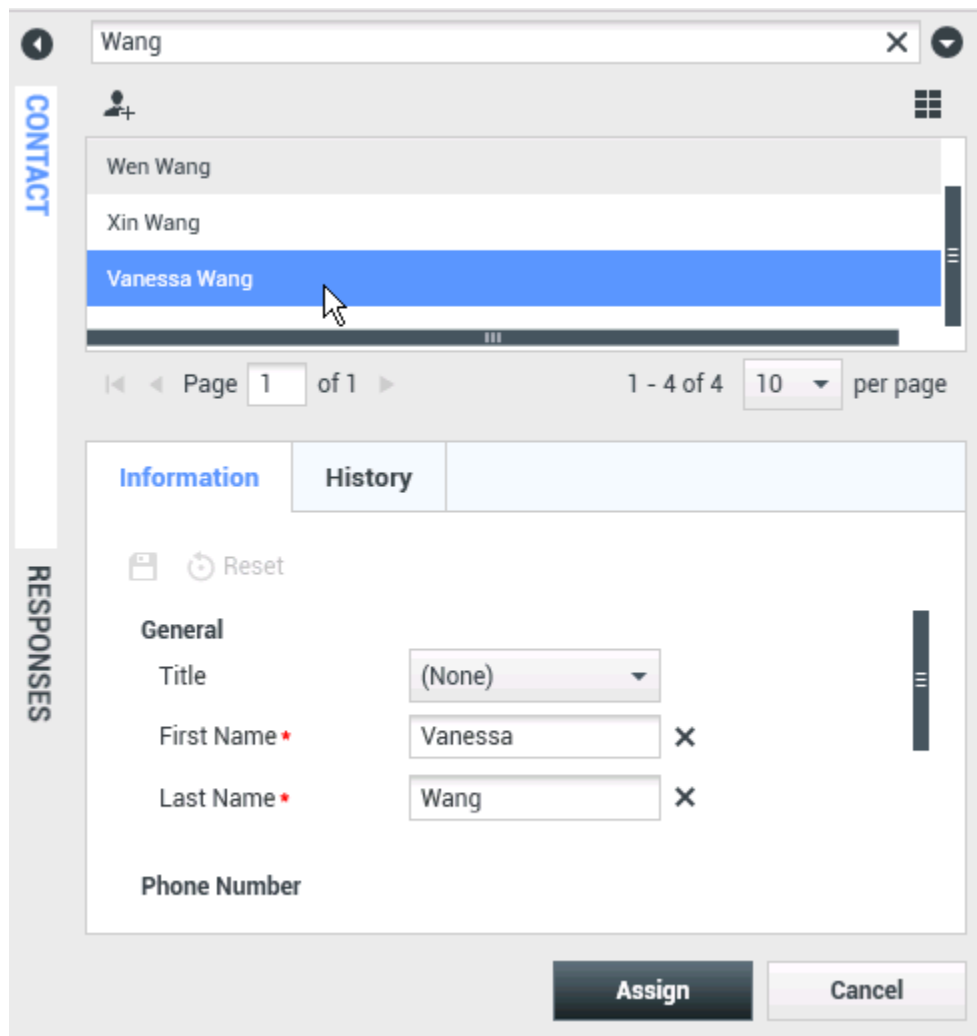 Wang
CONTACT
Wen Wang
Xin Wang
Vanessa Wang
Page 1 of 1 1 - 4 of 4 10 per page
Information History
Reset
RESPONSES
General
Title (None)
First Name * Vanessa
Last Name * Wang
Phone Number
Assign Cancel